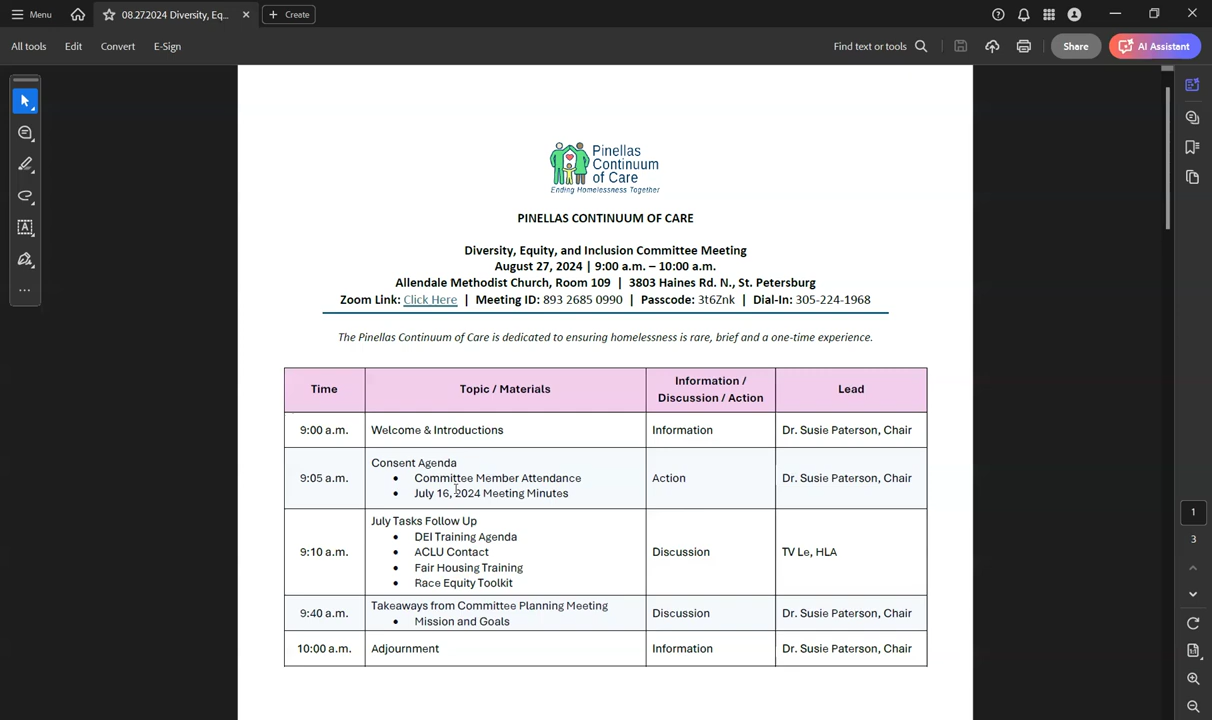 Menu
08.27.2024 Diversity, Eq...
Create
All tools
Edit
Convert
E-Sign
Find text or tools
Share
AI Assistant
Pinellas
Continuum
of Care
Ending Homelessness Together
PINELLAS CONTINUUM OF CARE
Diversity, Equity, and Inclusion Committee Meeting
August 27, 2024 | 9:00 a.m. – 10:00 a.m.
Allendale Methodist Church, Room 109 | 3803 Haines Rd. N., St. Petersburg
Zoom Link: Click Here | Meeting ID: 893 2685 0990 | Passcode: 3t6Znk | Dial-In: 305-224-1968
The Pinellas Continuum of Care is dedicated to ensuring homelessness is rare, brief and a one-time experience.
Time
Topic / Materials
Information /
Discussion / Action
Lead
9:00 a.m.
Welcome & Introductions
Information
Dr. Susie Paterson, Chair
9:05 a.m.
Consent Agenda
• Committee Member Attendance
• July 16, 2024 Meeting Minutes
Action
Dr. Susie Paterson, Chair
9:10 a.m.
July Tasks Follow Up
• DEI Training Agenda
• ACLU Contact
• Fair Housing Training
• Race Equity Toolkit
Discussion
TV Le, HLA
9:40 a.m.
Takeaways from Committee Planning Meeting
• Mission and Goals
Discussion
Dr. Susie Paterson, Chair
10:00 a.m.
Adjournment
Information
Dr. Susie Paterson, Chair
1
3